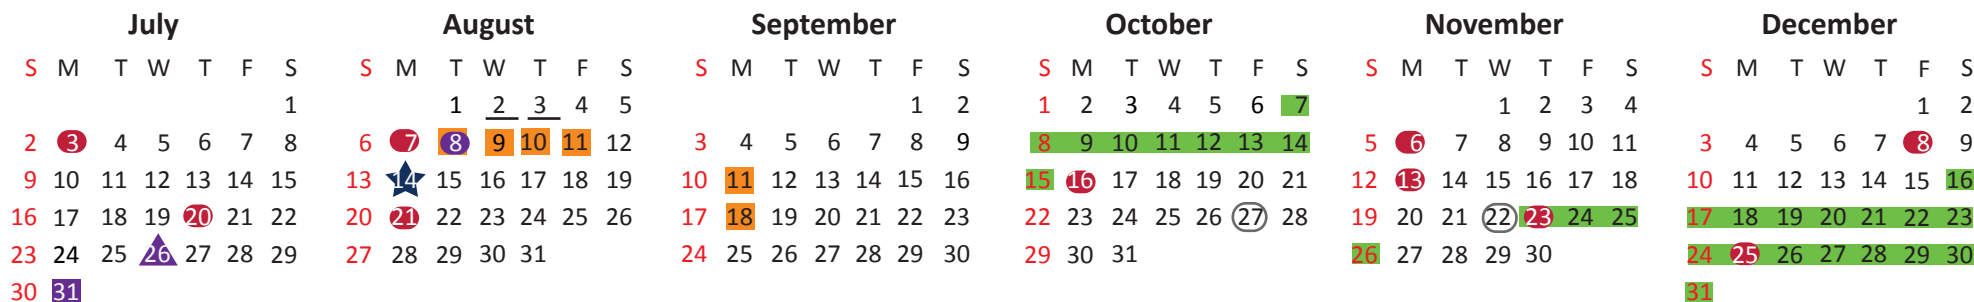 July August September October November December
S M T W T F S S M T W T F S S M T W T F S S M T W T F S S M T W T F S S M T W T F S
1 1 2 3 4 5 1 2 1 2 3 4 5 6 7 1 2 3 4 1 2
2 3 4 5 6 7 8 6 7 8 9 10 11 12 3 4 5 6 7 8 9 8 9 10 11 12 13 14 5 6 7 8 9 10 11 3 4 5 6 7 8 9
9 10 11 12 13 14 15 13 14 15 16 17 18 19 10 11 12 13 14 15 16 15 16 17 18 19 20 21 12 13 14 15 16 17 18 10 11 12 13 14 15 16
16 17 18 19 20 21 22 20 21 22 23 24 25 26 17 18 19 20 21 22 23 22 23 24 25 26 27 28 19 20 21 22 23 24 25 17 18 19 20 21 22 23
23 24 25 26 27 28 29 27 28 29 30 31 24 25 26 27 28 29 30 29 30 31 26 27 28 29 30 24 25 26 27 28 29 30
30 31 31